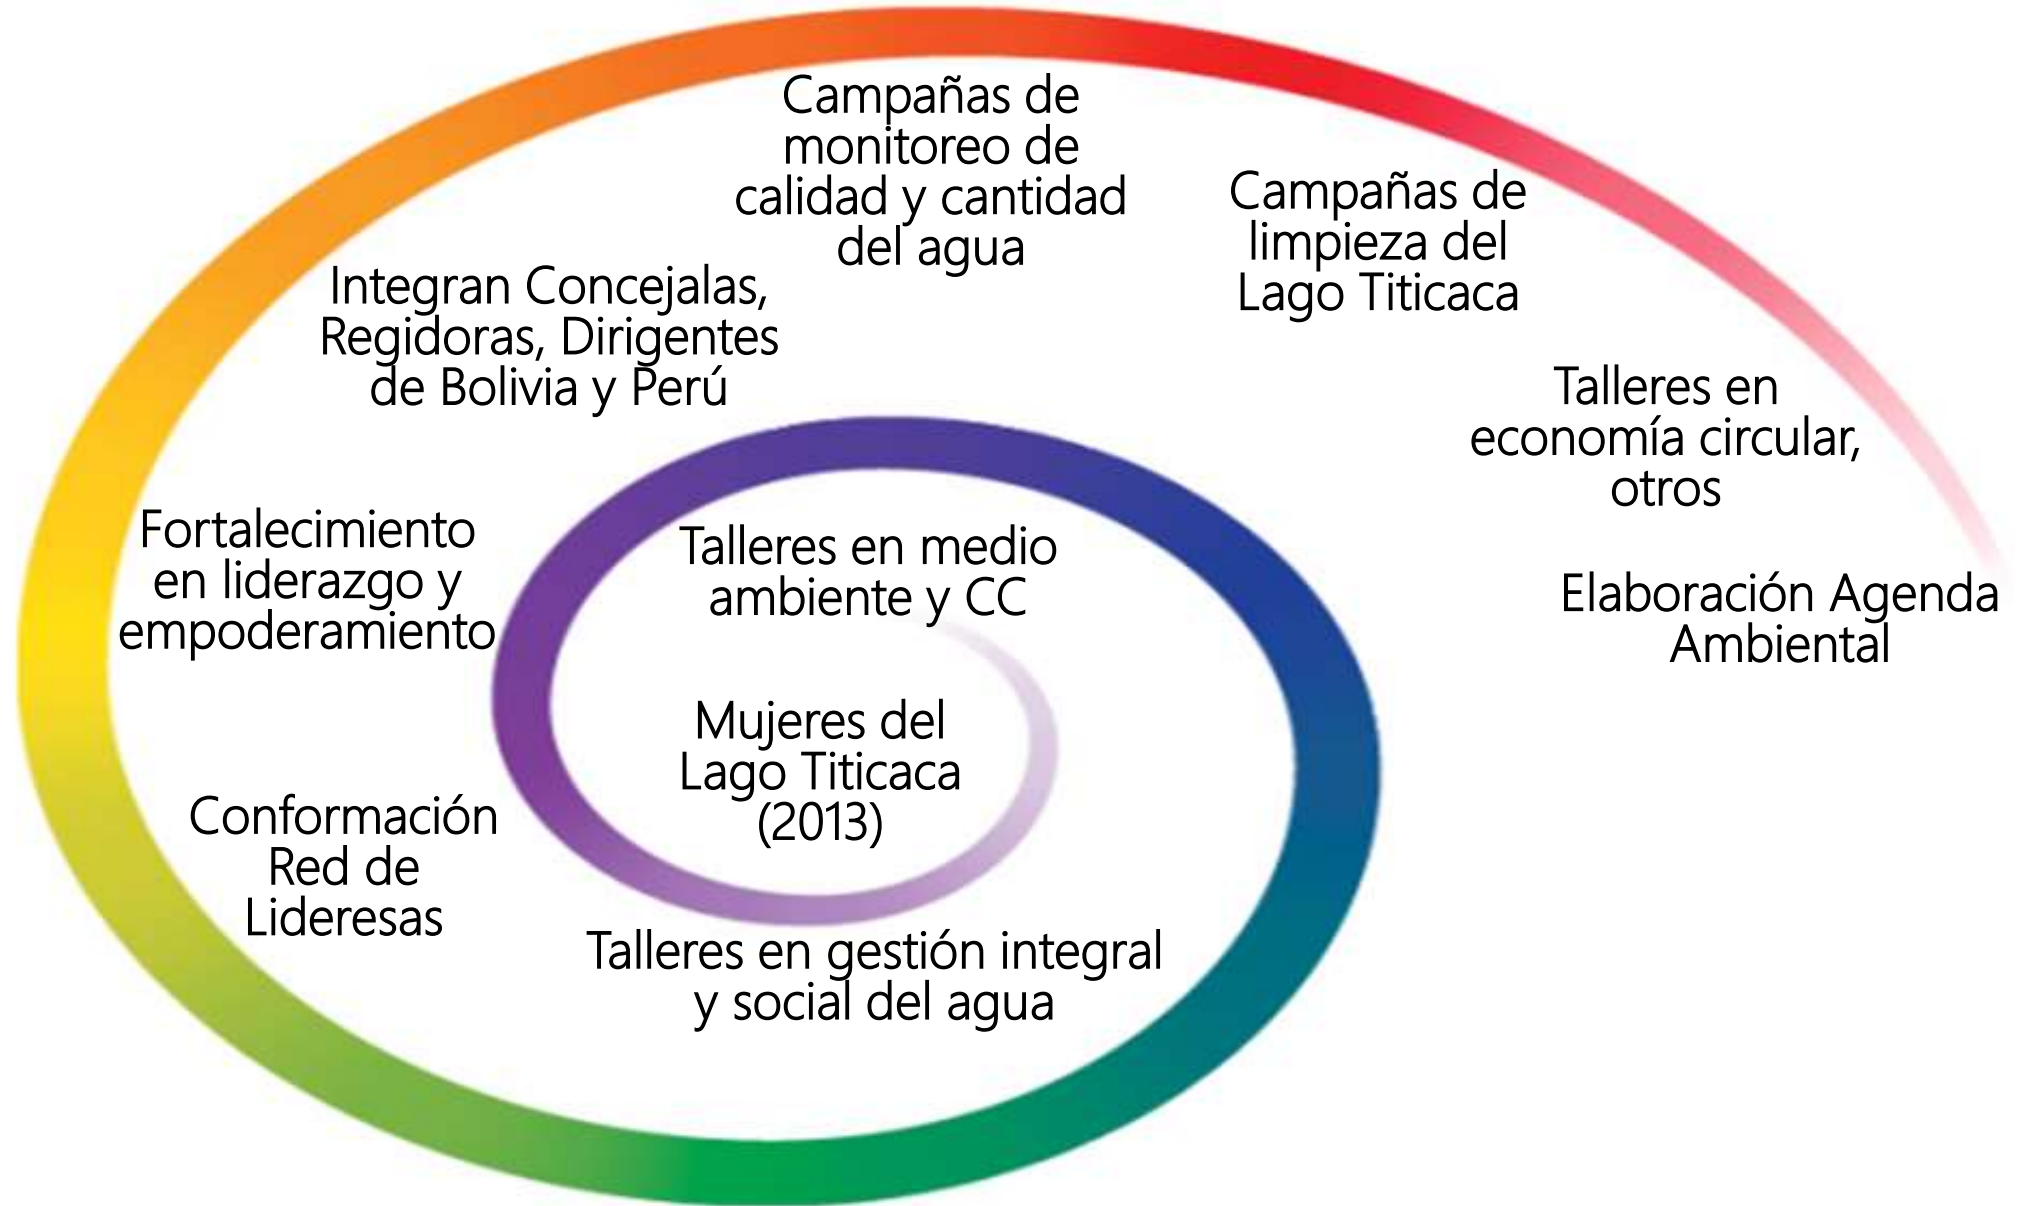 Campañas de
monitoreo de
calidad y cantidad
del agua
Campañas de
limpieza del
Lago Titicaca
Integran Concejalas,
Regidoras, Dirigentes
de Bolivia y Perú
Talleres en
economía circular,
otros
Fortalecimiento
en liderazgo y
empoderamiento
Talleres en medio
ambiente y CC
Elaboración Agenda
Ambiental
Mujeres del
Lago Titicaca
(2013)
Conformación
Red de
Lideresas
Talleres en gestión integral
y social del agua